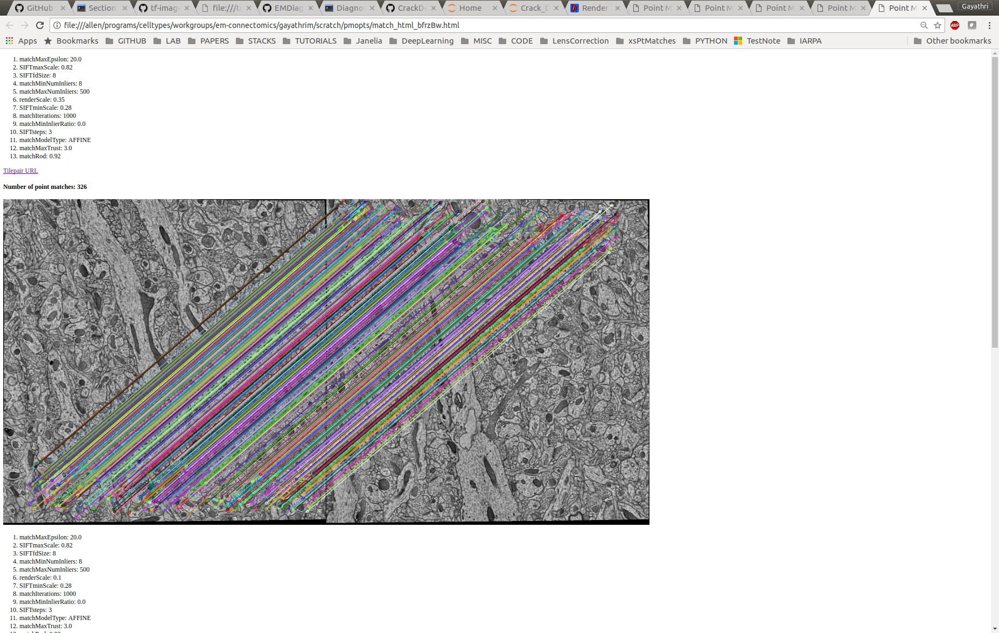 GitHub
Section
tf-imag
file:///t
EMDiag
Diagno
CrackD
Home
Crack_D
Render
Point M
Point M
Point M
Point M
Point M
Gayathri
file:///allen/programs/celltypes/workgroups/em-connectomics/gayathrim/scratch/pmopts/match_html_bfrzBw.html
ABP
Apps Bookmarks GITHUB LAB PAPERS STACKS TUTORIALS Janelia DeepLearning MISC CODE LensCorrection xsPtMatches PYTHON TestNote IARPA Other bookmarks
1. matchMaxEpsilon: 20.0
2. SIFTmaxScale: 0.82
3. SIFTfdSize: 8
4. matchMinNumInliers: 8
5. matchMaxNumInliers: 500
6. renderScale: 0.35
7. SIFTminScale: 0.28
8. matchIterations: 1000
9. matchMinInlierRatio: 0.0
10. SIFTsteps: 3
11. matchModelType: AFFINE
12. matchMaxTrust: 3.0
13. matchRod: 0.92
Tilepair URL
Number of point matches: 326
1. matchMaxEpsilon: 20.0
2. SIFTmaxScale: 0.82
3. SIFTfdSize: 8
4. matchMinNumInliers: 8
5. matchMaxNumInliers: 500
6. renderScale: 0.1
7. SIFTminScale: 0.28
8. matchIterations: 1000
9. matchMinInlierRatio: 0.0
10. SIFTsteps: 3
11. matchModelType: AFFINE
12. matchMaxTrust: 3.0